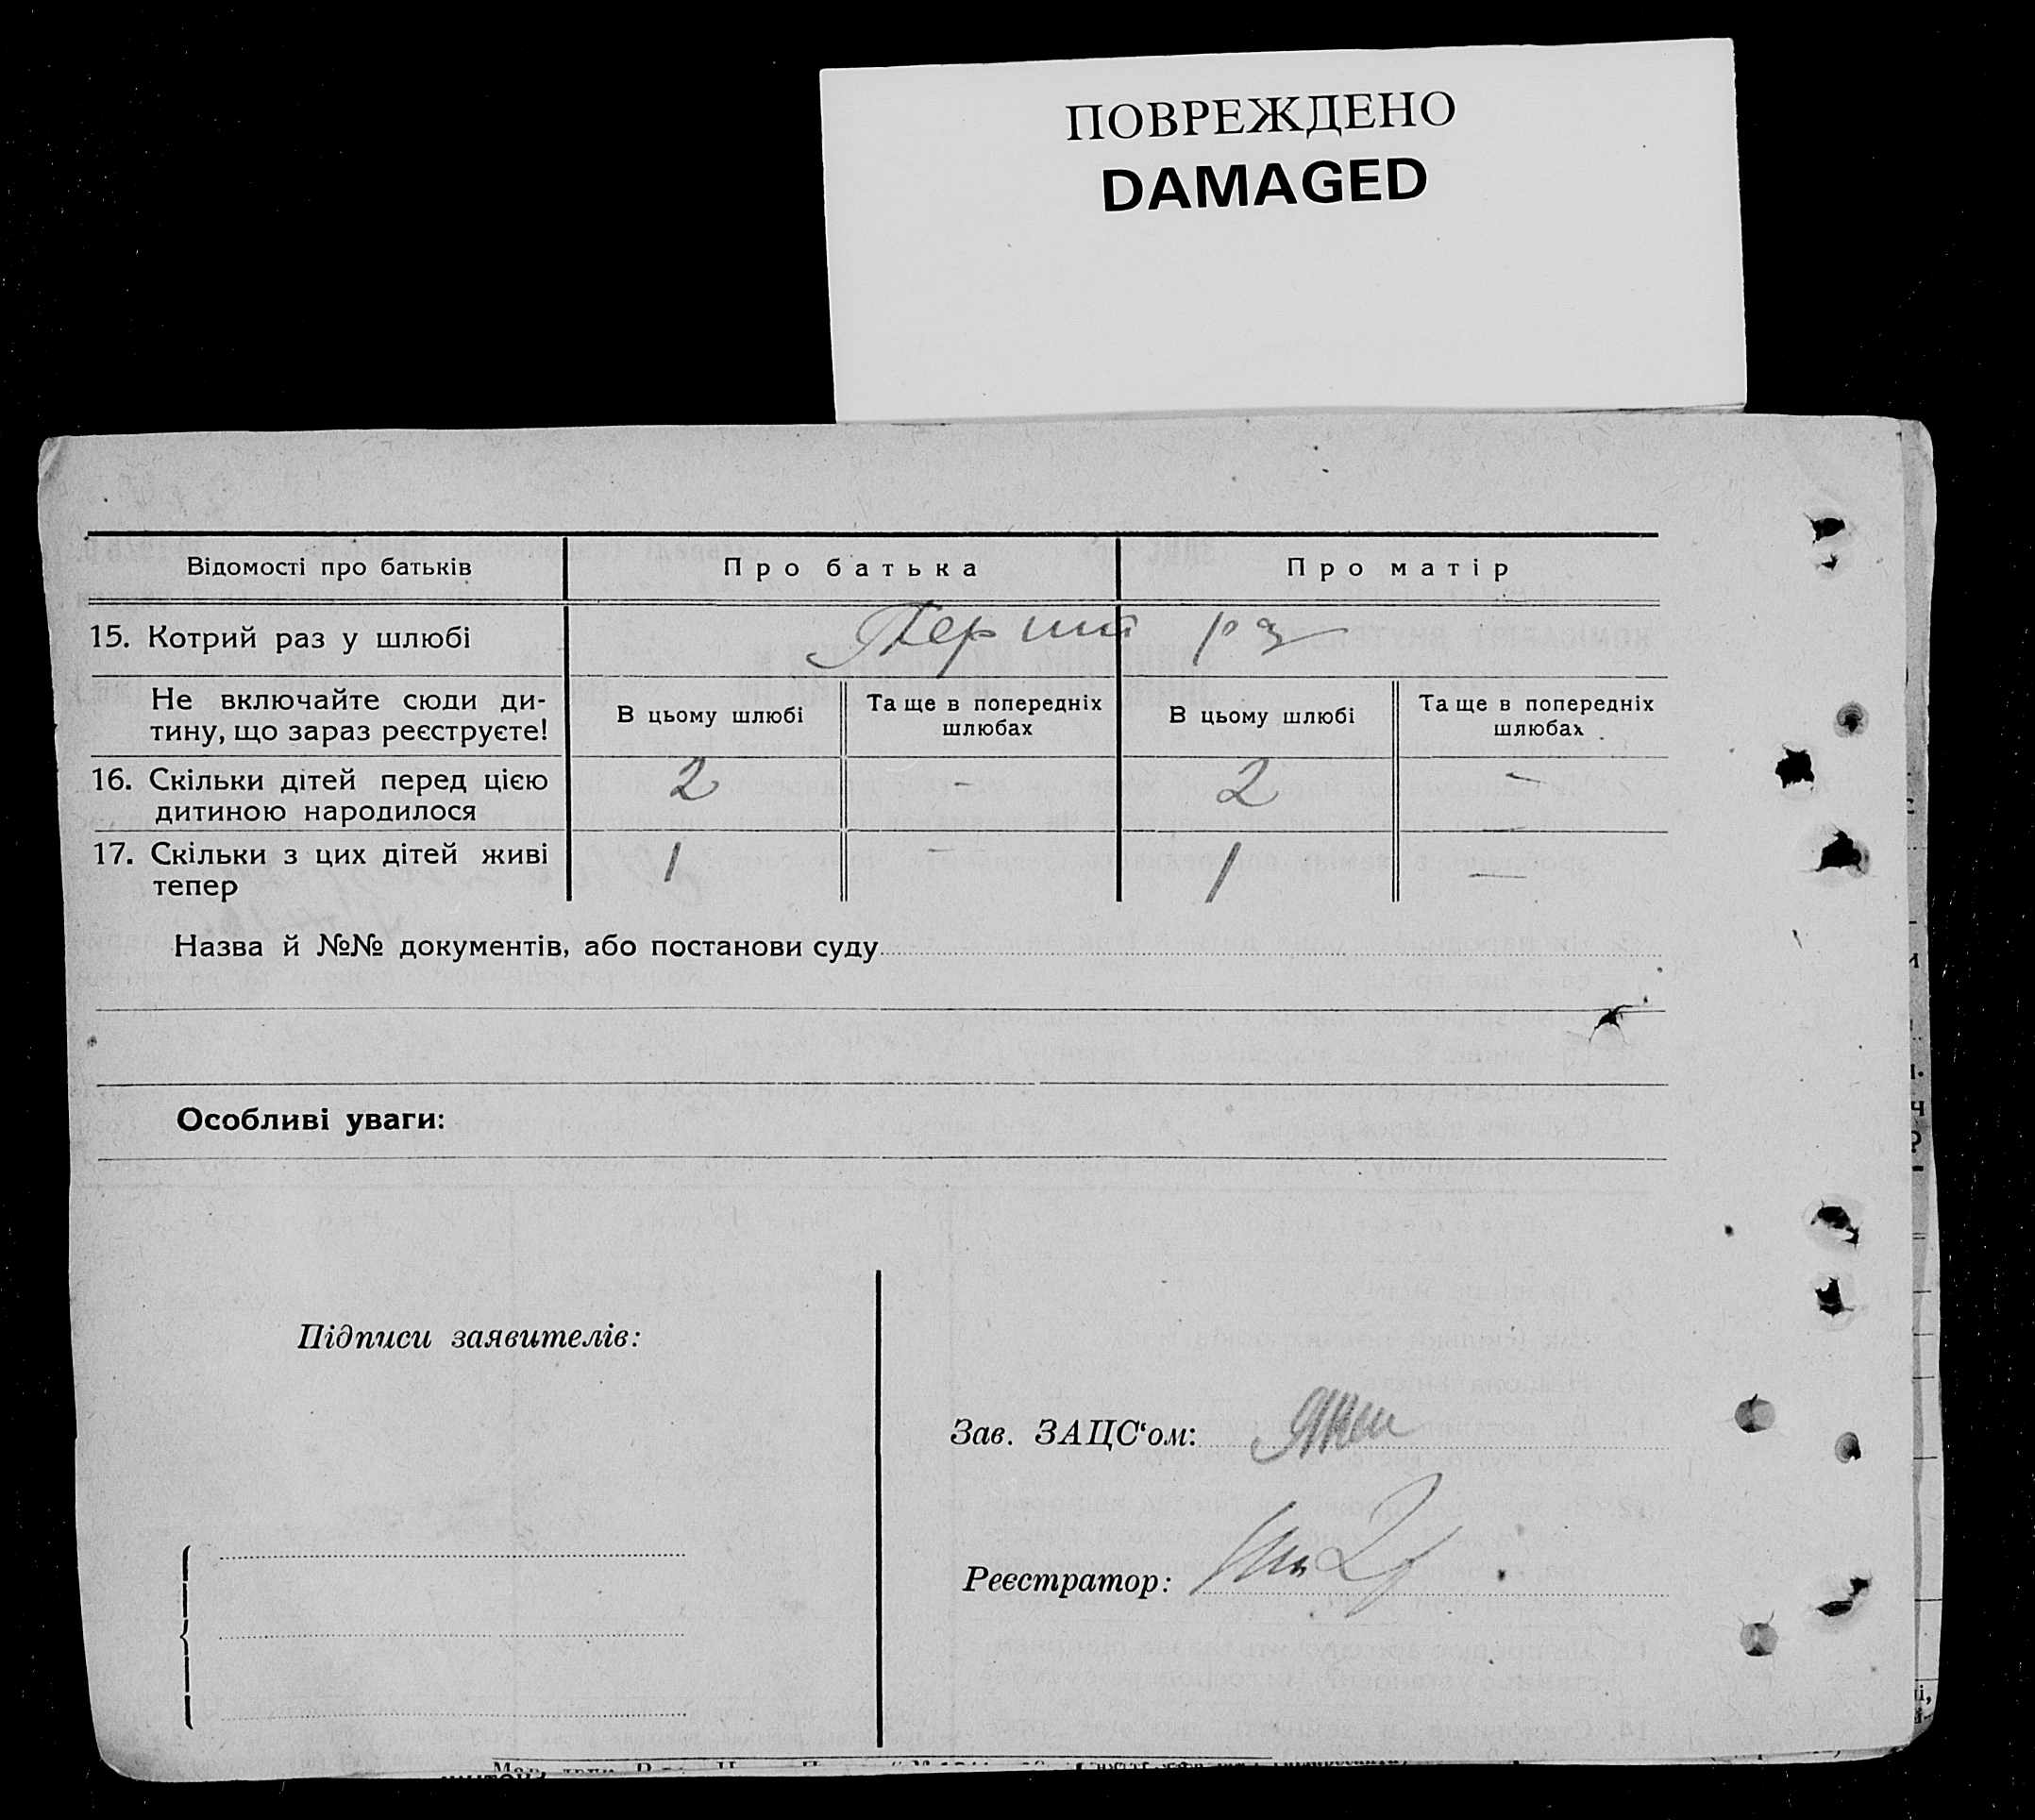 ПОВРЕЖДЕНО
DAMAGED
Відомості про батьків
Про батька
Про матір
15. Котрий раз у шлюбі
Перший раз
Не включайте сюди ди-
тину, що зараз реєструєте!
В цьому шлюбі
Та ще в попередніх
шлюбах
В цьому шлюбі
Та ще в попередніх
шлюбах
16. Скільки дітей перед цією
дитиною народилося
2
-
2
-
17. Скільки з цих дітей живі
тепер
1
-
1
-
Назва й №№ документів, або постанови суду
Особливі уваги:
Підписи заявителів:
Зав. ЗАЦС‘ом:
Реєстратор: